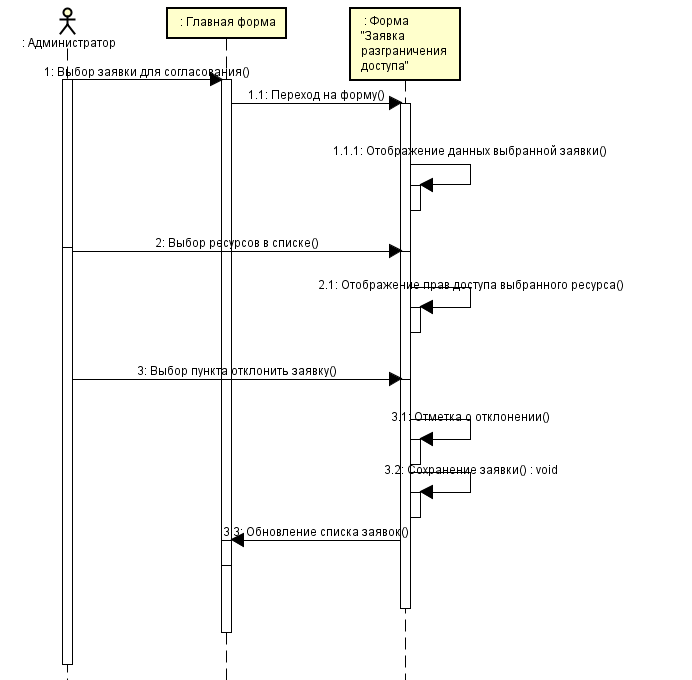 : Администратор
: Главная форма
: Форма
"Заявка
разграничения
доступа"
1: Выбор заявки для согласования()
1.1: Переход на форму()
1.1.1: Отображение данных выбранной заявки()
2: Выбор ресурсов в списке()
2.1: Отображение прав доступа выбранного ресурса()
3: Выбор пункта отклонить заявку()
3.1: Отметка о отклонении()
3.2: Сохранение заявки() : void
3.3: Обновление списка заявок()